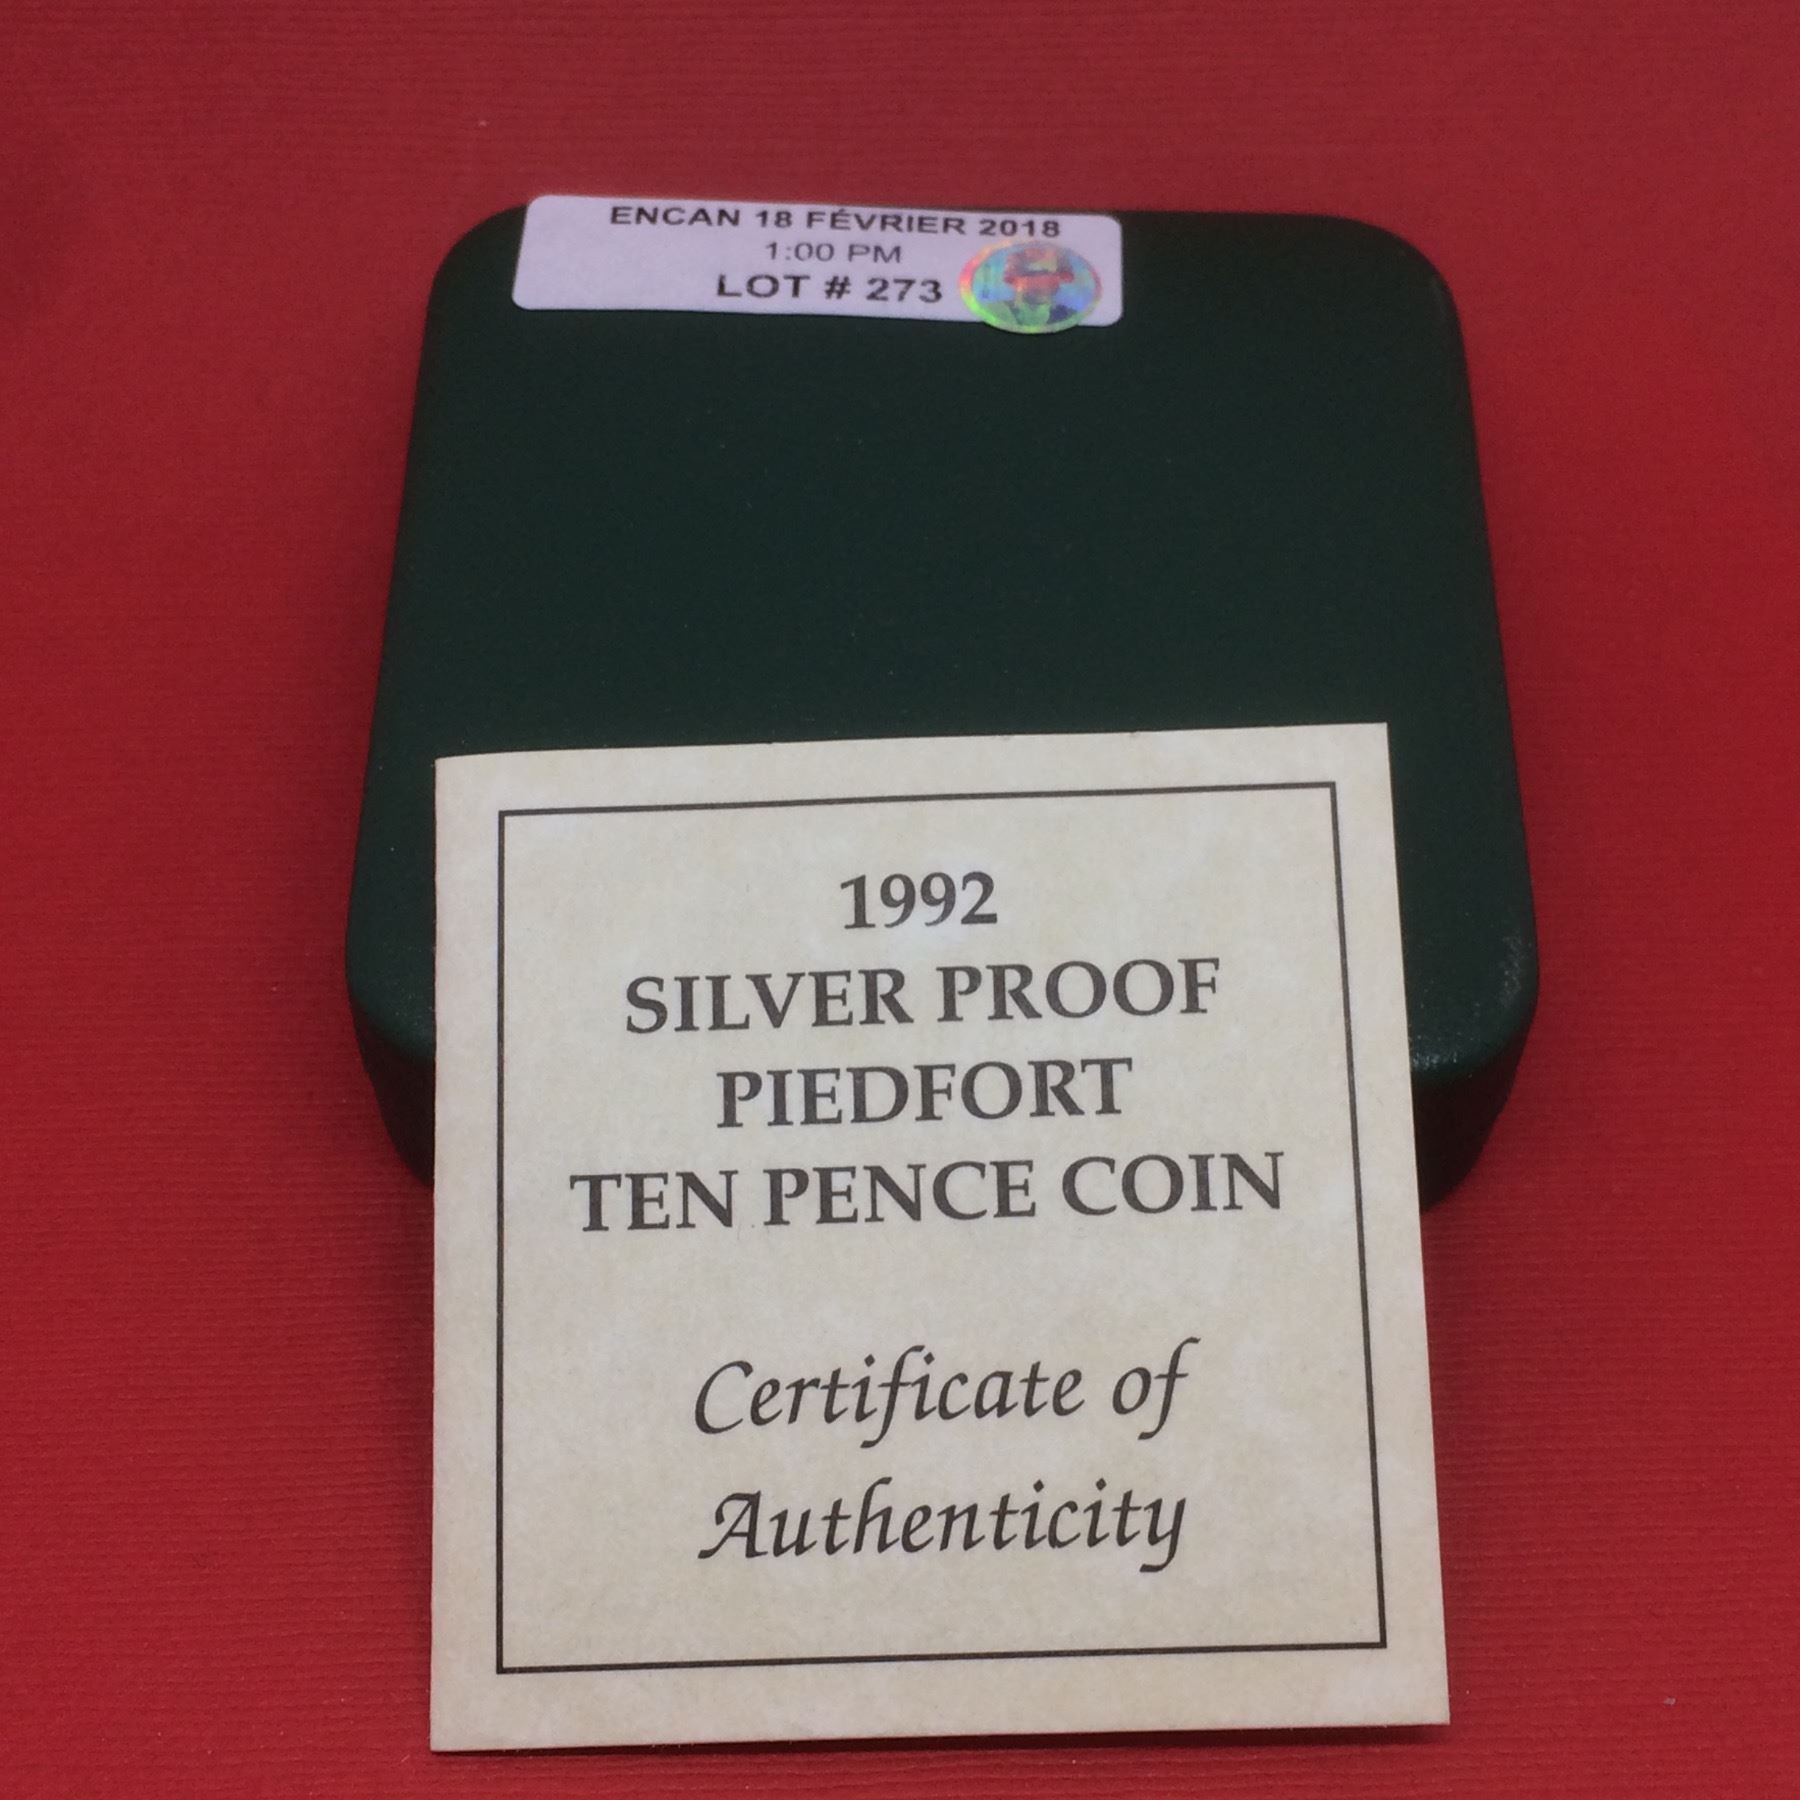 ENCAN 18 FÉVRIER 2018
1:00 PM
LOT # 273
1992
SILVER PROOF
PIEDFORT
TEN PENCE COIN
Certificate of
Authenticity